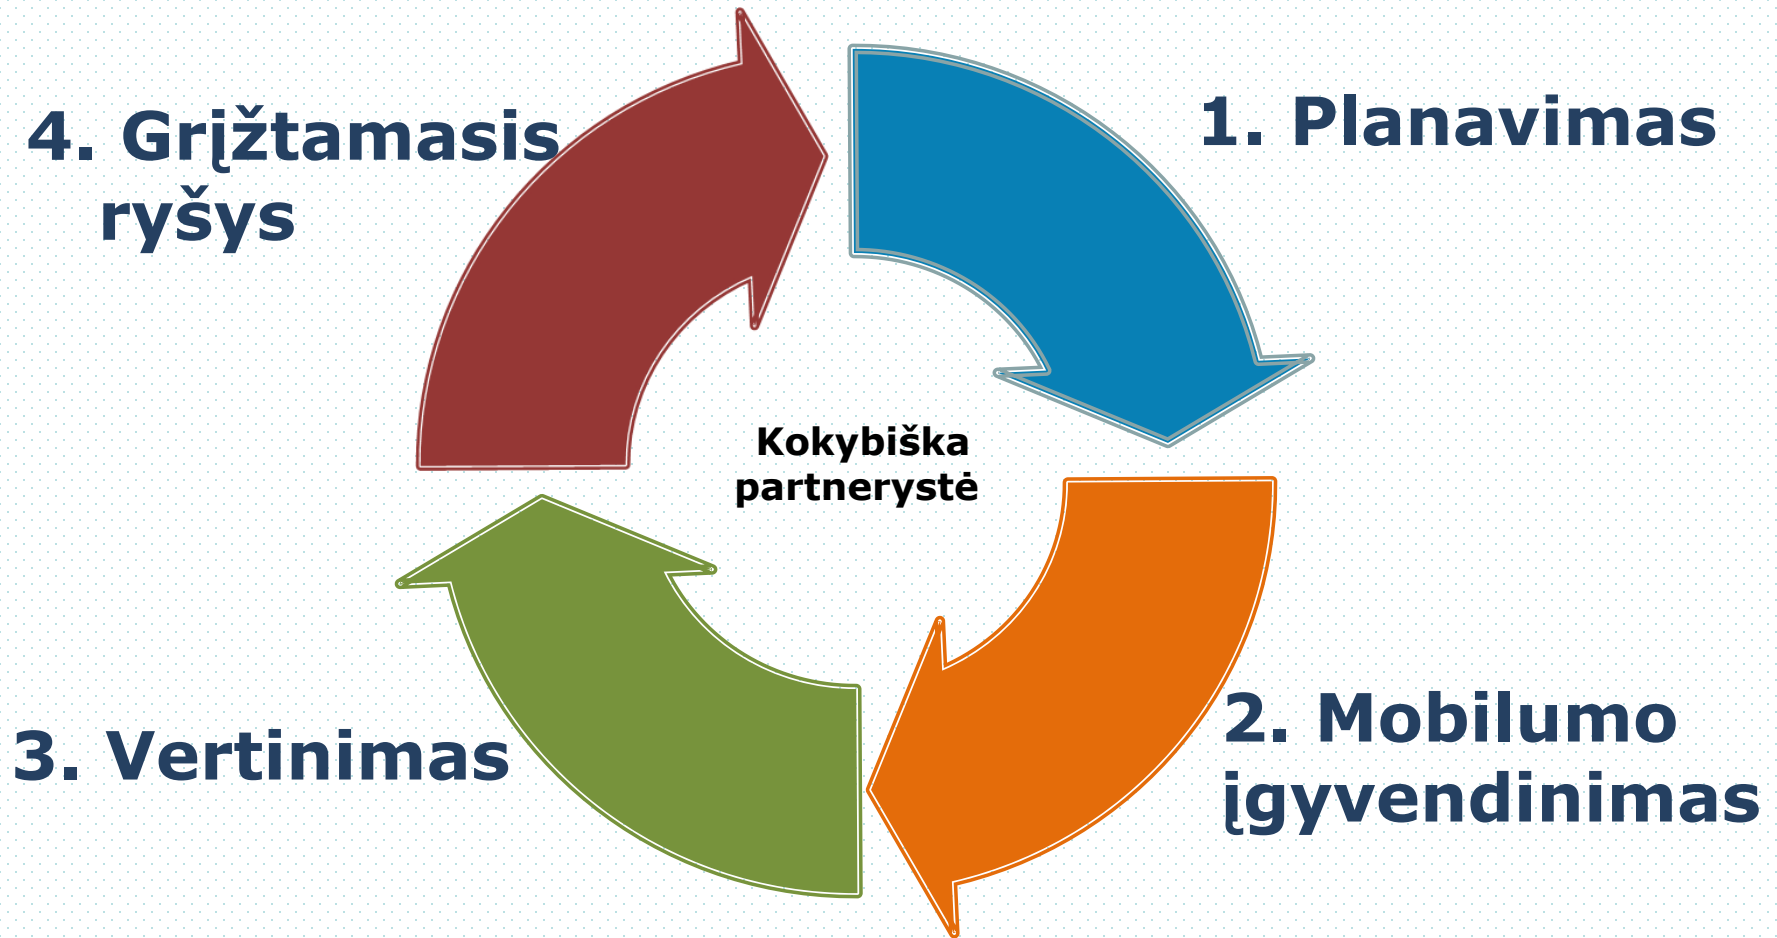 1. Planavimas
2. Mobilumo
įgyvendinimas
3. Vertinimas
4. Grįžtamasis
ryšys
Kokybiška
partnerystė